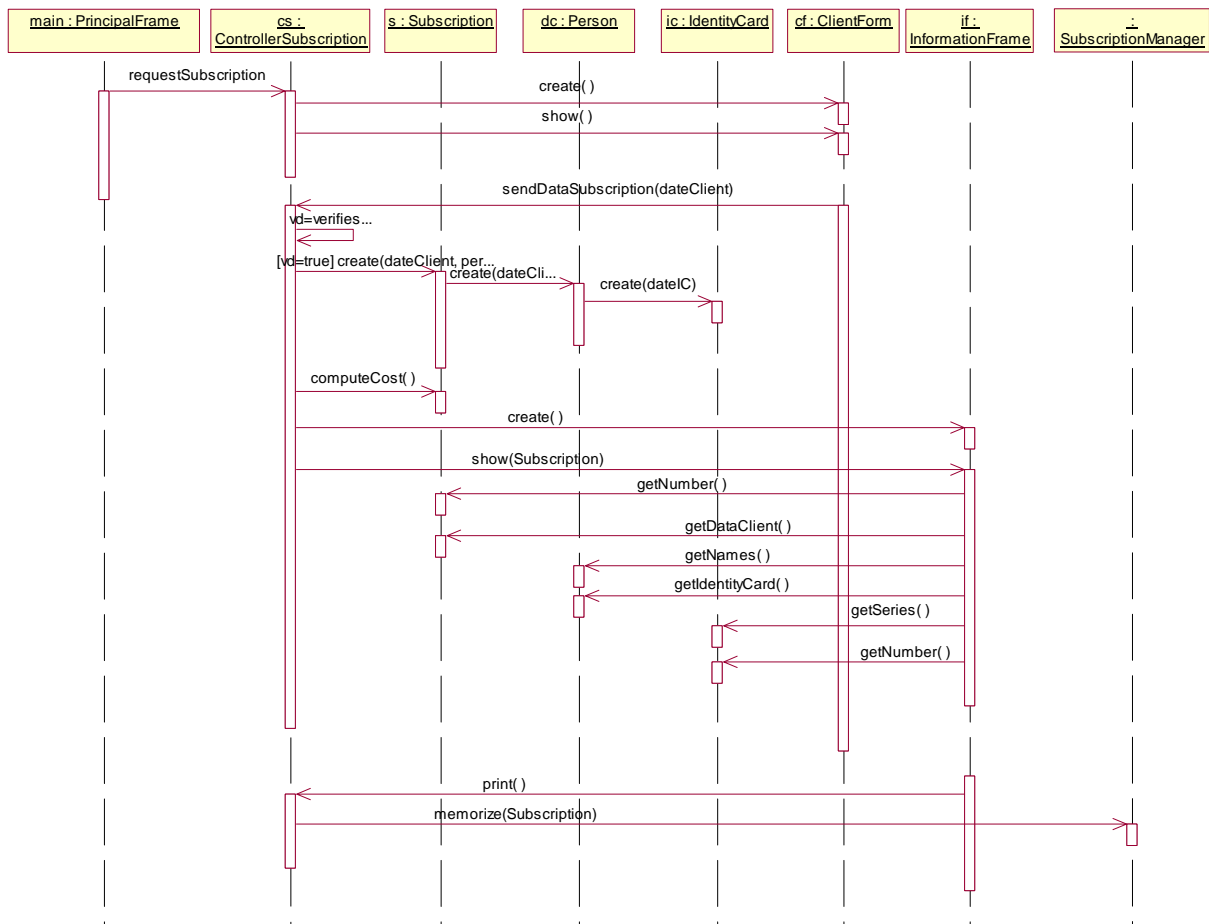 main : PrincipalFrame
cs :
ControllerSubscription
s : Subscription
dc : Person
ic : IdentityCard
cf : ClientForm
if :
InformationFrame
:
SubscriptionManager
requestSubscription
create( )
show( )
sendDataSubscription(dateClient)
vd=verifies...
[vd=true] create(dateClient, per...
create(dateCli...
create(dateIC)
computeCost( )
create( )
show(Subscription)
getNumber( )
getDataClient( )
getNames( )
getIdentityCard( )
getSeries( )
getNumber( )
print( )
memorize(Subscription)